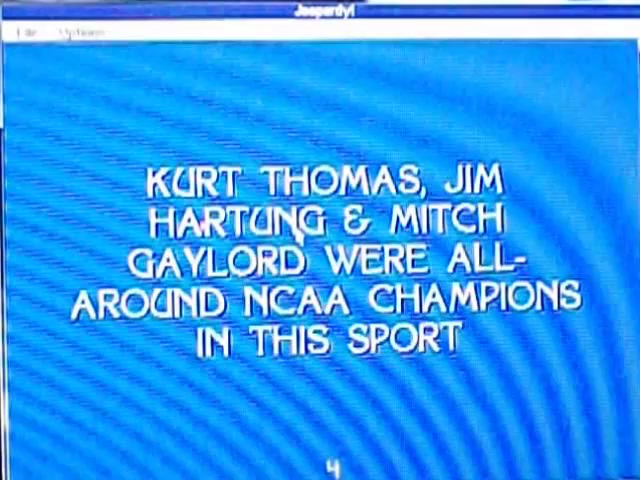 Jeopardy!
File Options
KURT THOMAS, JIM
HARTUNG & MITCH
GAYLORD WERE ALL-
AROUND NCAA CHAMPIONS
IN THIS SPORT
4